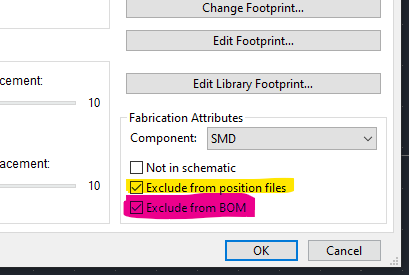 Change Footprint...
Edit Footprint...
acement:
10
Edit Library Footprint...
Fabrication Attributes
Component: SMD
Not in schematic
acement:
10
Exclude from position files
Exclude from BOM
OK Cancel